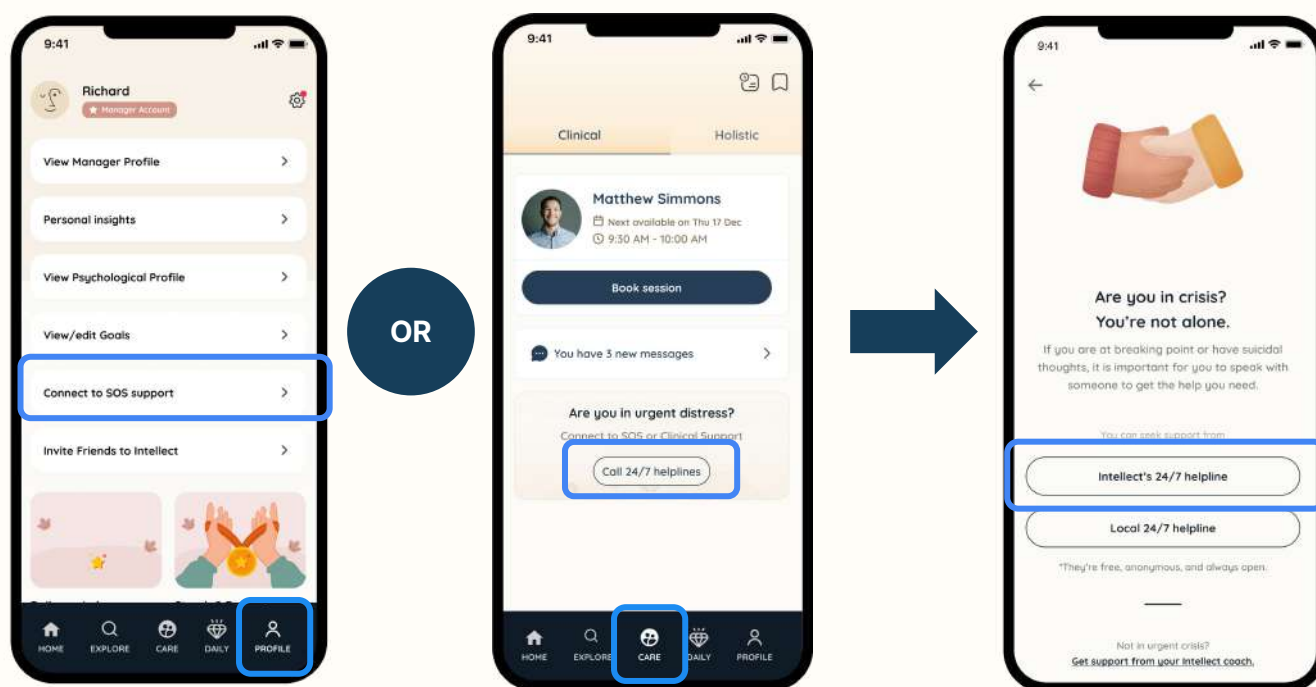 9:41
Richard
Manager Account
View Manager Profile
Personal insights
View Psychological Profile
View/edit Goals
Connect to SOS support
Invite Friends to Intellect
HOME
EXPLORE
CARE
DAILY
PROFILE
OR
9:41
Clinical
Holistic
Matthew Simmons
Next available on Thu 17 Dec
9:30 AM - 10:00 AM
Book session
You have 3 new messages
Are you in urgent distress?
Connect to SOS or Clinical Support
Call 24/7 helplines
HOME
EXPLORE
CARE
DAILY
PROFILE
9:41
Are you in crisis?
You're not alone.
If you are at breaking point or have suicidal
thoughts, it is important for you to speak with
someone to get the help you need.
You can seek support from
Intellect's 24/7 helpline
Local 24/7 helpline
*They're free, anonymous, and always open.
Not in urgent crisis?
Get support from your Intellect coach.